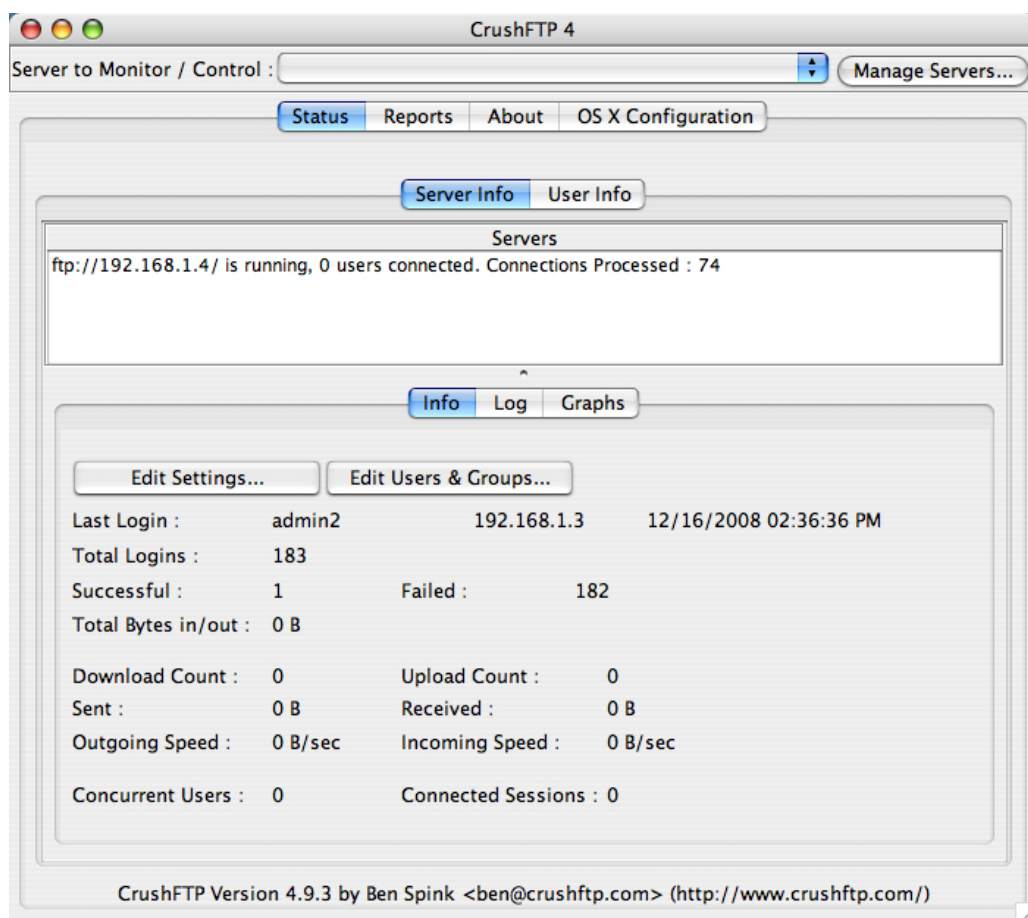 CrushFTP 4
Server to Monitor / Control : Manage Servers...
Status Reports About OS X Configuration
Server Info User Info
Servers
ftp://192.168.1.4/ is running, 0 users connected. Connections Processed : 74
Info Log Graphs
Edit Settings... Edit Users & Groups...
Last Login : admin2 192.168.1.3 12/16/2008 02:36:36 PM
Total Logins : 183
Successful : 1 Failed : 182
Total Bytes in/out : 0 B
Download Count : 0 Upload Count : 0
Sent : 0 B Received : 0 B
Outgoing Speed : 0 B/sec Incoming Speed : 0 B/sec
Concurrent Users : 0 Connected Sessions : 0
CrushFTP Version 4.9.3 by Ben Spink <ben@crushftp.com> (http://www.crushftp.com/)